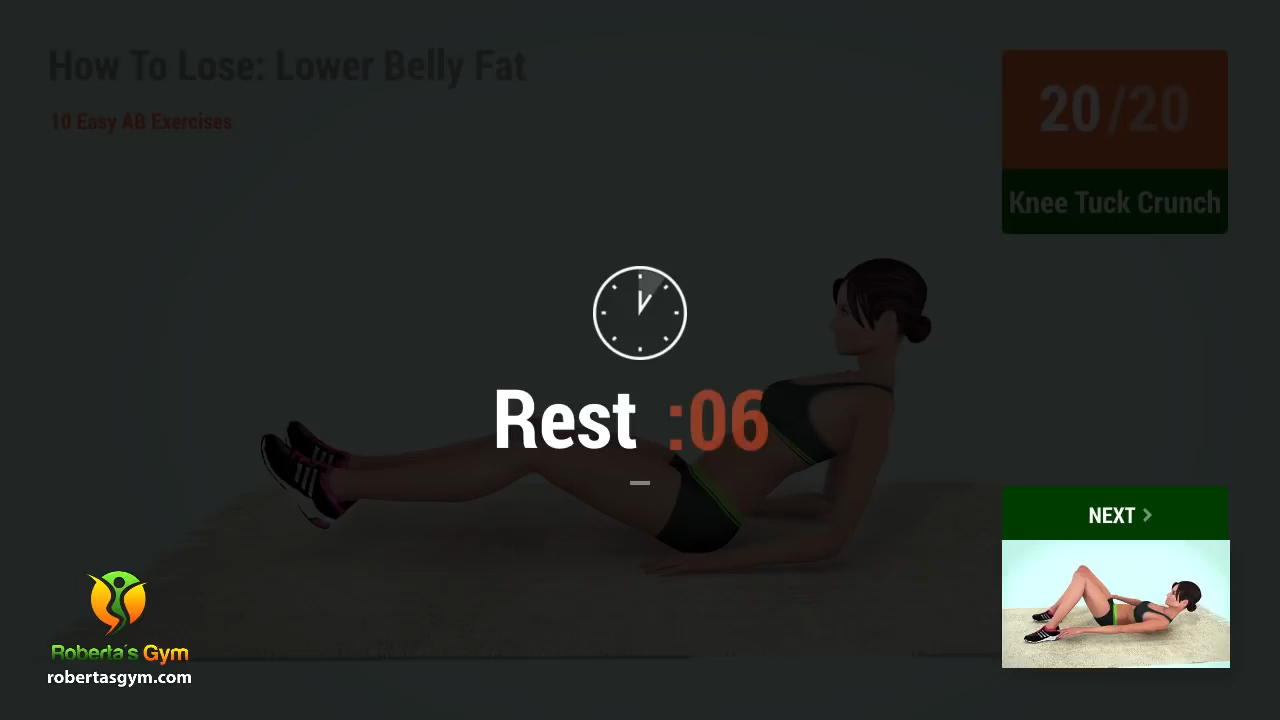 How To Lose: Lower Belly Fat
10 Easy AB Exercises
20/20
Knee Tuck Crunch
Rest :06
NEXT >
Roberta's Gym
robertasgym.com